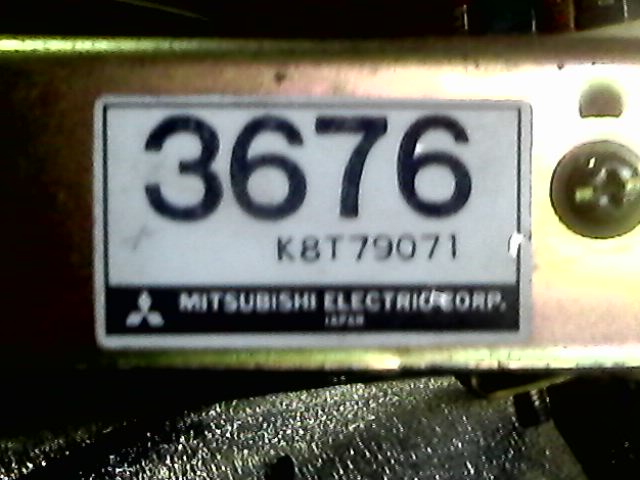 3676
K8T79071
MITSUBISHI ELECTRIC CORP.
JAPAN